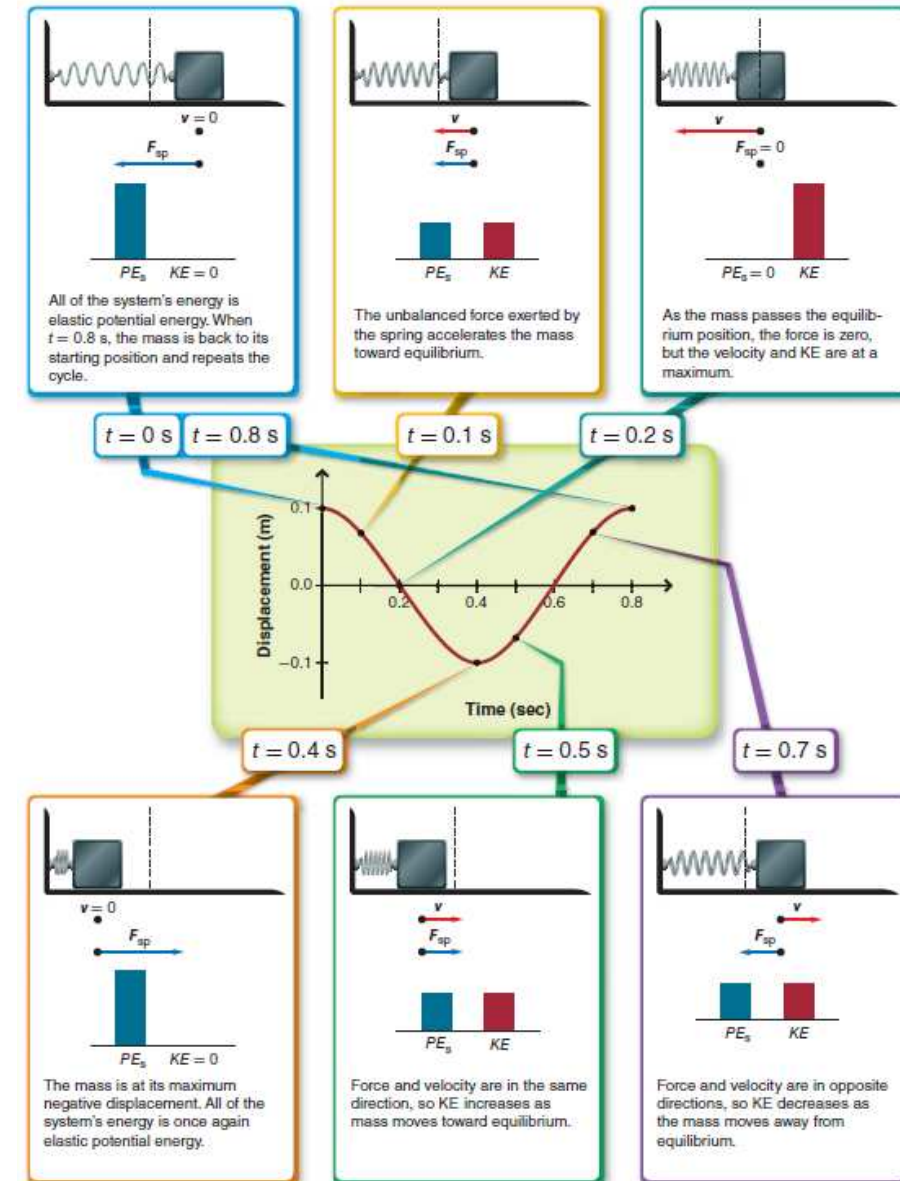 v = 0
F_sp
PE_s KE = 0
All of the system's energy is
elastic potential energy. When
t = 0.8 s, the mass is back to its
starting position and repeats the
cycle.
v
F_sp
PE_s KE
The unbalanced force exerted by
the spring accelerates the mass
toward equilibrium.
v
F_sp = 0
PE_s = 0 KE
As the mass passes the equilib-
rium position, the force is zero,
but the velocity and KE are at a
maximum.
t = 0 s t = 0.8 s t = 0.1 s t = 0.2 s
Displacement (m)
0.1
0.0
−0.1
0.2 0.4 0.6 0.8
Time (sec)
t = 0.4 s t = 0.5 s t = 0.7 s
v = 0
F_sp
PE_s KE = 0
The mass is at its maximum
negative displacement. All of the
system's energy is once again
elastic potential energy.
v
F_sp
PE_s KE
Force and velocity are in the same
direction, so KE increases as
mass moves toward equilibrium.
v
F_sp
PE_s KE
Force and velocity are in opposite
directions, so KE decreases as
the mass moves away from
equilibrium.